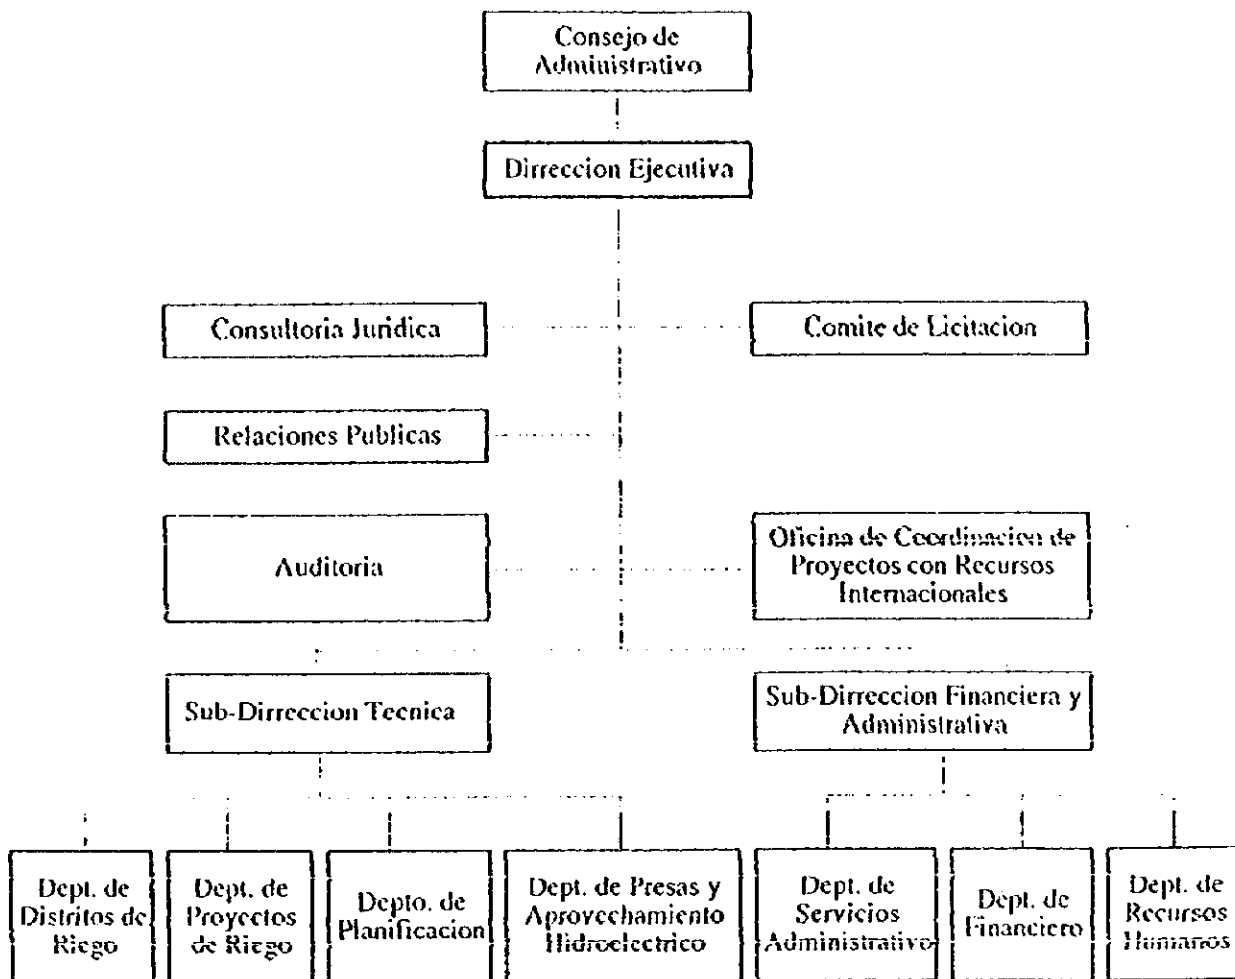 Consejo de
Administrativo
Dirreccion Ejecutiva
Consultoria Juridica
Comite de Licitacion
Relaciones Publicas
Auditoria
Oficina de Coordinacion de
Proyectos con Recursos
Internacionales
Sub-Dirreccion Tecnica
Sub-Dirreccion Financiera y
Administrativa
Dept. de
Distritos de
Riego
Dept. de
Proyectos
de Riego
Depto. de
Planificacion
Dept. de Presas y
Aprovechamiento
Hidroelectrico
Dept. de
Servicios
Administrativo
Dept. de
Financiero
Dept. de
Recursos
Humanos